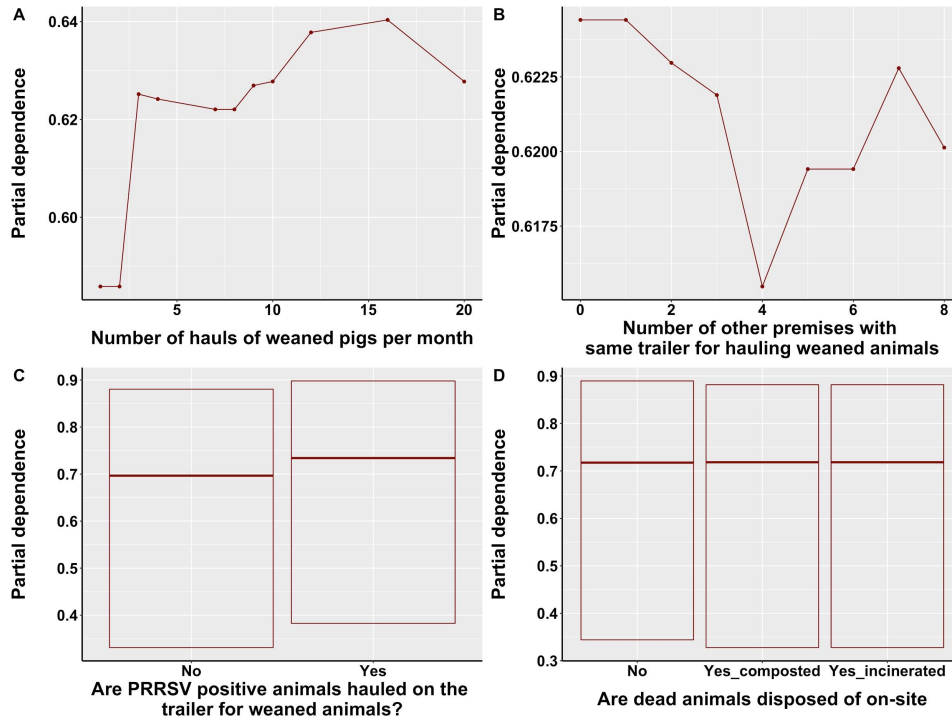 A
Partial dependence
0.64
0.62
0.60
5
10
15
20
Number of hauls of weaned pigs per month
B
Partial dependence
0.6225
0.6200
0.6175
0
2
4
6
8
Number of other premises with
same trailer for hauling weaned animals
C
Partial dependence
0.9
0.8
0.7
0.6
0.5
0.4
No
Yes
Are PRRSV positive animals hauled on the
trailer for weaned animals?
D
Partial dependence
0.9
0.8
0.7
0.6
0.5
0.4
0.3
No
Yes_composted
Yes_incinerated
Are dead animals disposed of on-site